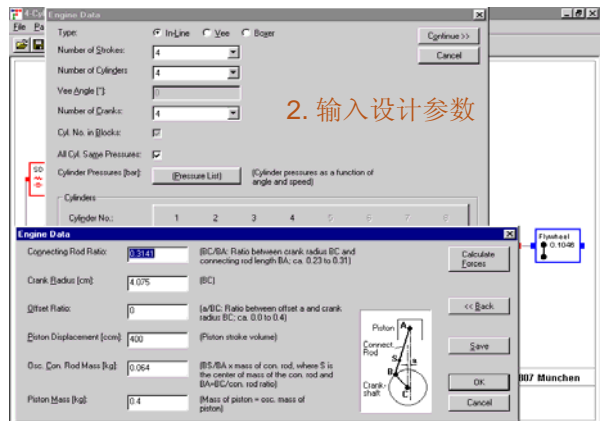 Engine Data
File
Type: In-Line Vee Boxer
Continue >>
Number of Strokes: 4
Cancel
Number of Cylinders 4
Vee Angle [°]: 0
Number of Cranks: 4
2. 输入设计参数
Cyl. No. in Blocks:
All Cyl. Same Pressures:
Cylinder Pressures [bar]: (Pressure List) (Cylinder pressures as a function of
angle and speed)
Cylinders
Cylinder No.: 1 2 3 4 5 6 7 8
Flywheel
0.1046
Engine Data
Connecting Rod Ratio: 0.3141 (BC/BA: Ratio between crank radius BC and
connecting rod length BA; ca. 0.23 to 0.31)
Calculate
Forces
Crank Radius [cm]: 4.075 (BC)
Offset Ratio: 0 (a/BC: Ratio between offset a and crank
radius BC; ca. 0.0 to 0.4)
<< Back
Piston Displacement [ccm]: 400 (Piston stroke volume)
Save
Osc. Con. Rod Mass [kg]: 0.064 (BS/BA x mass of con. rod, where S is
the center of mass of the con. rod and
BA=BC/con. rod ratio)
OK
Piston Mass [kg]: 0.4 (Mass of piston = osc. mass of
piston)
Cancel
Piston A
Connect.
Rod
S a
B
Crank-
shaft C
807 München